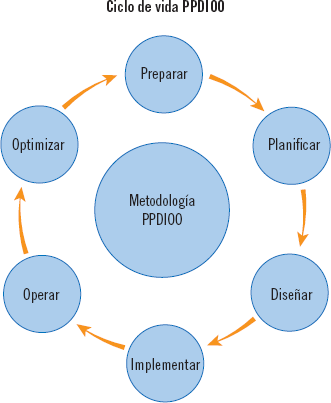 Ciclo de vida PPDIOO
Preparar
Planificar
Diseñar
Implementar
Operar
Optimizar
Metodología
PPDIOO